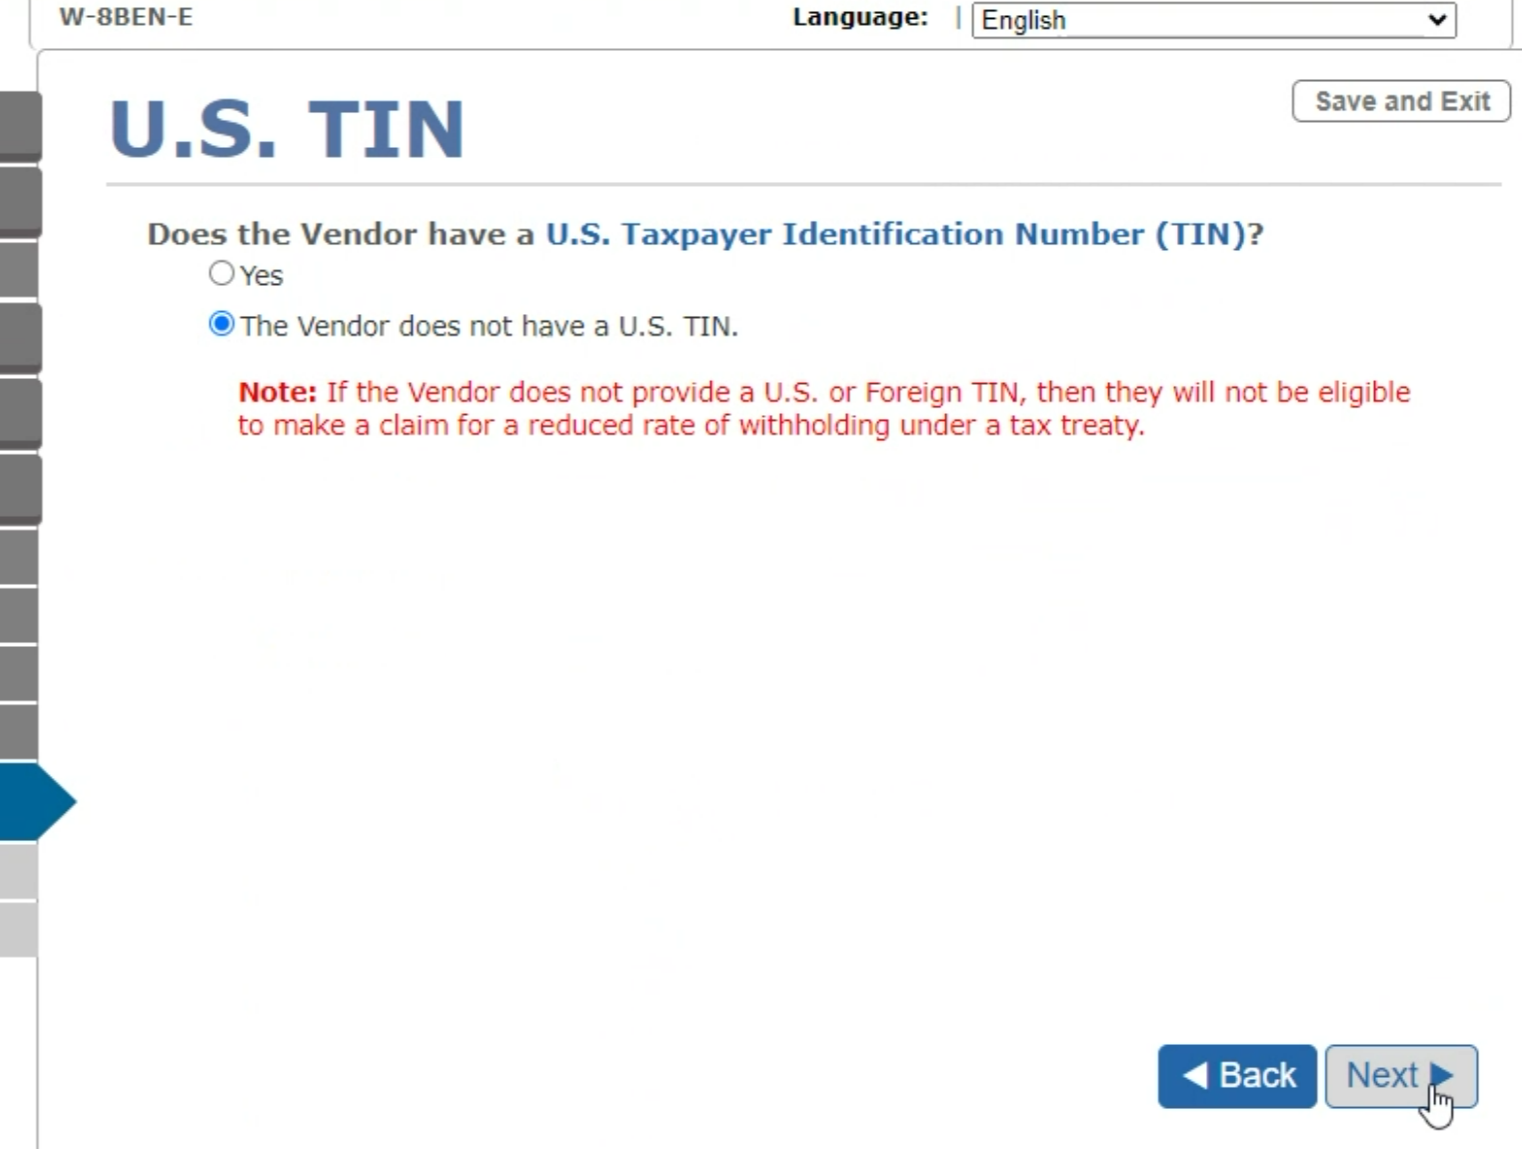 W-8BEN-E
Language: | English
U.S. TIN
Save and Exit
Does the Vendor have a U.S. Taxpayer Identification Number (TIN)?
Yes
The Vendor does not have a U.S. TIN.
Note: If the Vendor does not provide a U.S. or Foreign TIN, then they will not be eligible
to make a claim for a reduced rate of withholding under a tax treaty.
Back Next